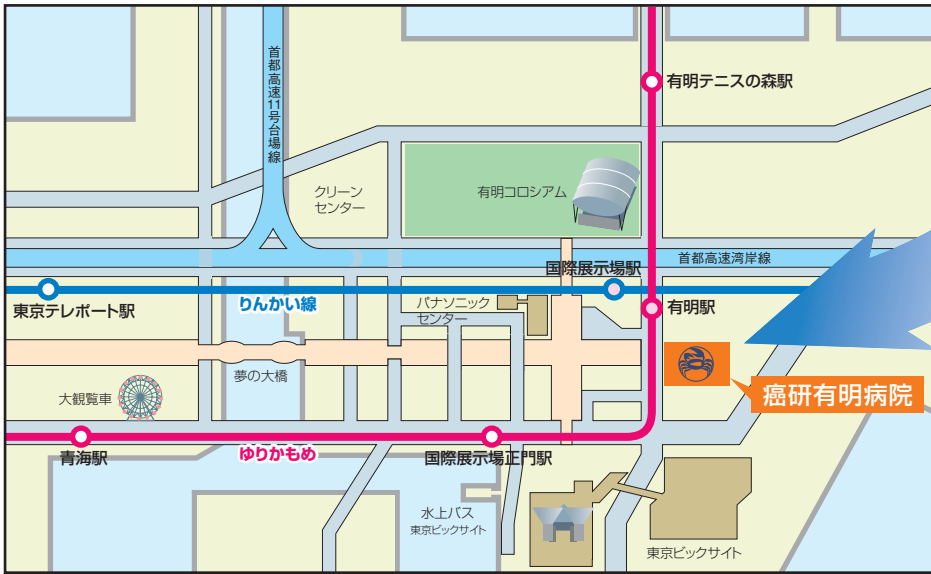 首都高速11号台場線
有明テニスの森駅
クリーン
センター
有明コロシアム
首都高速湾岸線
国際展示場駅
東京テレポート駅
りんかい線
パナソニック
センター
有明駅
夢の大橋
大観覧車
癌研有明病院
青海駅
ゆりかもめ
国際展示場正門駅
水上バス
東京ビックサイト
東京ビックサイト